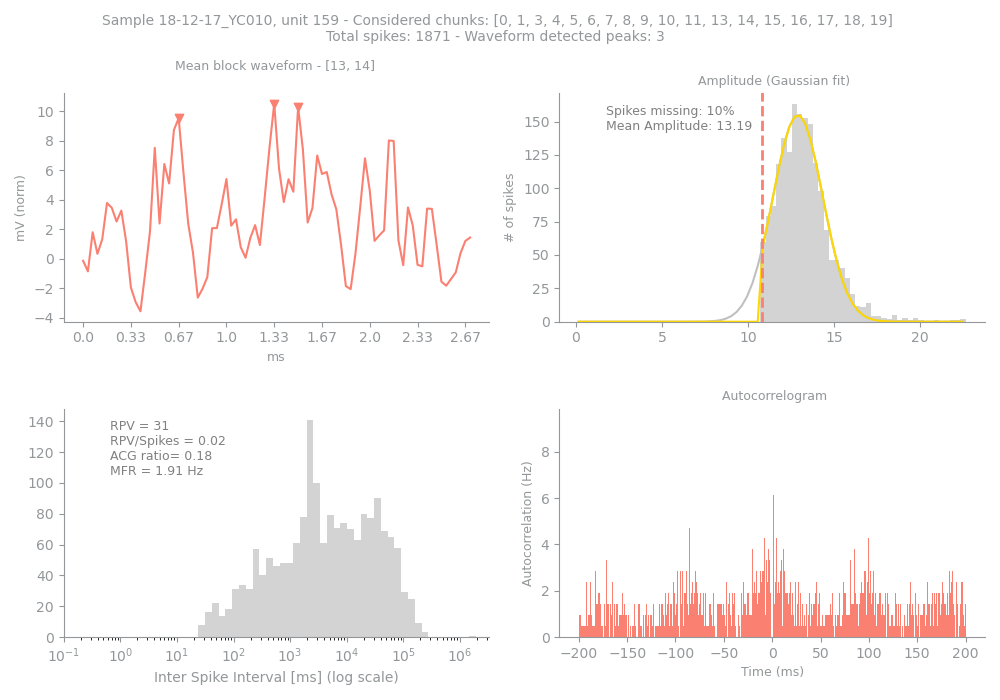 Sample 18-12-17_YC010, unit 159 - Considered chunks: [0, 1, 3, 4, 5, 6, 7, 8, 9, 10, 11, 13, 14, 15, 16, 17, 18, 19]
Total spikes: 1871 - Waveform detected peaks: 3
Mean block waveform - [13, 14]
mV (norm)
10
8
6
4
2
0
−2
−4
0.0 0.33 0.67 1.0 1.33 1.67 2.0 2.33 2.67
ms
Amplitude (Gaussian fit)
Spikes missing: 10%
Mean Amplitude: 13.19
# of spikes
150
125
100
75
50
25
0
0 5 10 15 20
RPV = 31
RPV/Spikes = 0.02
ACG ratio= 0.18
MFR = 1.91 Hz
140
120
100
80
60
40
20
0
10⁻¹ 10⁰ 10¹ 10² 10³ 10⁴ 10⁵ 10⁶
Inter Spike Interval [ms] (log scale)
Autocorrelogram
Autocorrelation (Hz)
8
6
4
2
0
−200 −150 −100 −50 0 50 100 150 200
Time (ms)